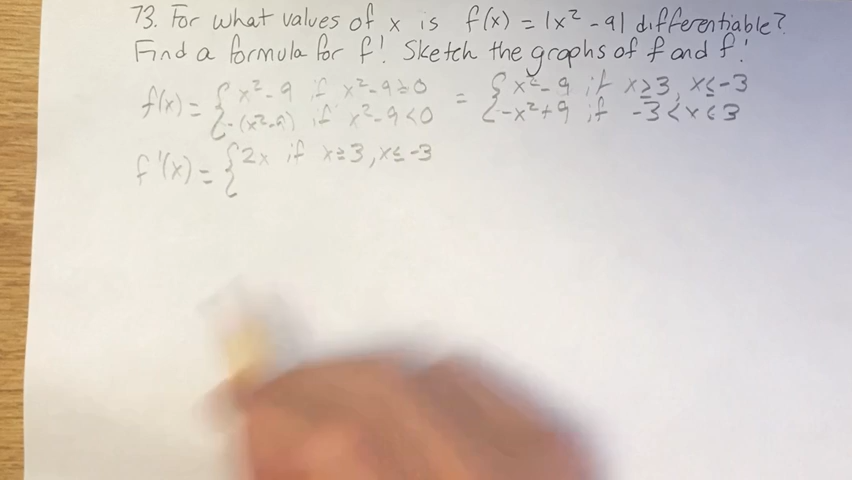 73. For what values of x is f(x) = |x² - 9| differentiable?
Find a formula for f'. Sketch the graphs of f and f'.
f(x) = { x² - 9 if x² - 9 ≥ 0 = { x² - 9 if x ≥ 3, x ≤ -3
-(x² - 9) if x² - 9 < 0 -x² + 9 if -3 < x < 3
f'(x) = { 2x if x ≥ 3, x ≤ -3